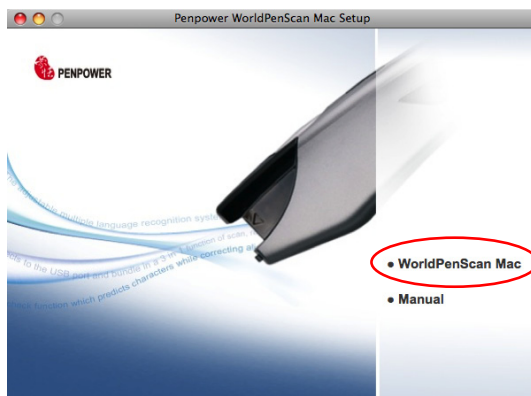 Penpower WorldPenScan Mac Setup
PENPOWER
multiple language recognition system
cts to the USB port and bundle in a 3 in 1 function of scan,
function which predicts characters while correcting
● WorldPenScan Mac
● Manual